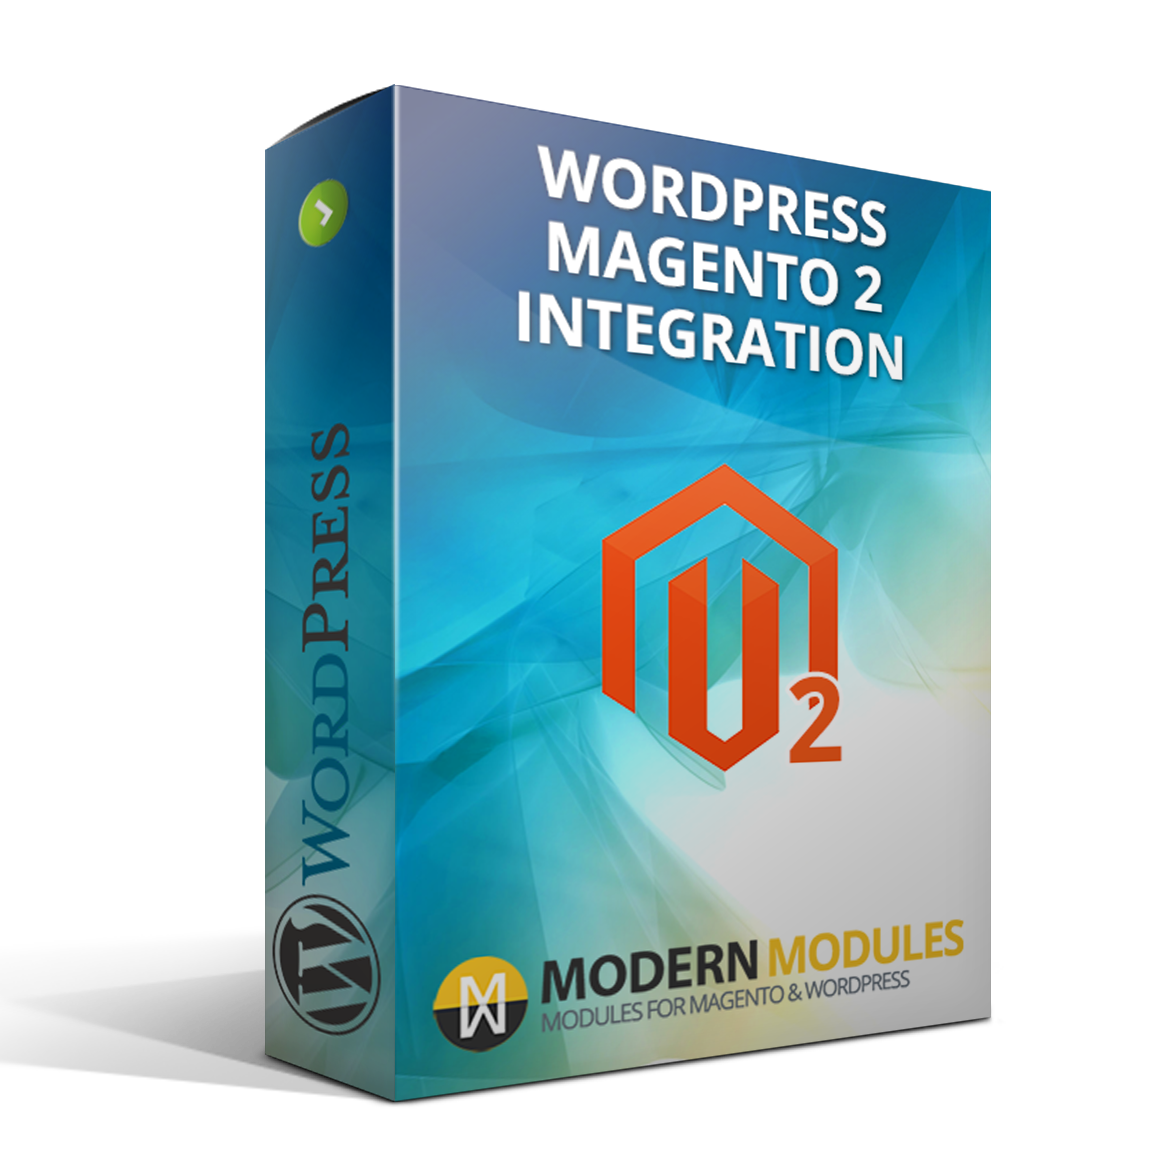 WORDPRESS
MAGENTO 2
INTEGRATION
2
MODERN MODULES
MODULES FOR MAGENTO & WORDPRESS
WORDPRESS